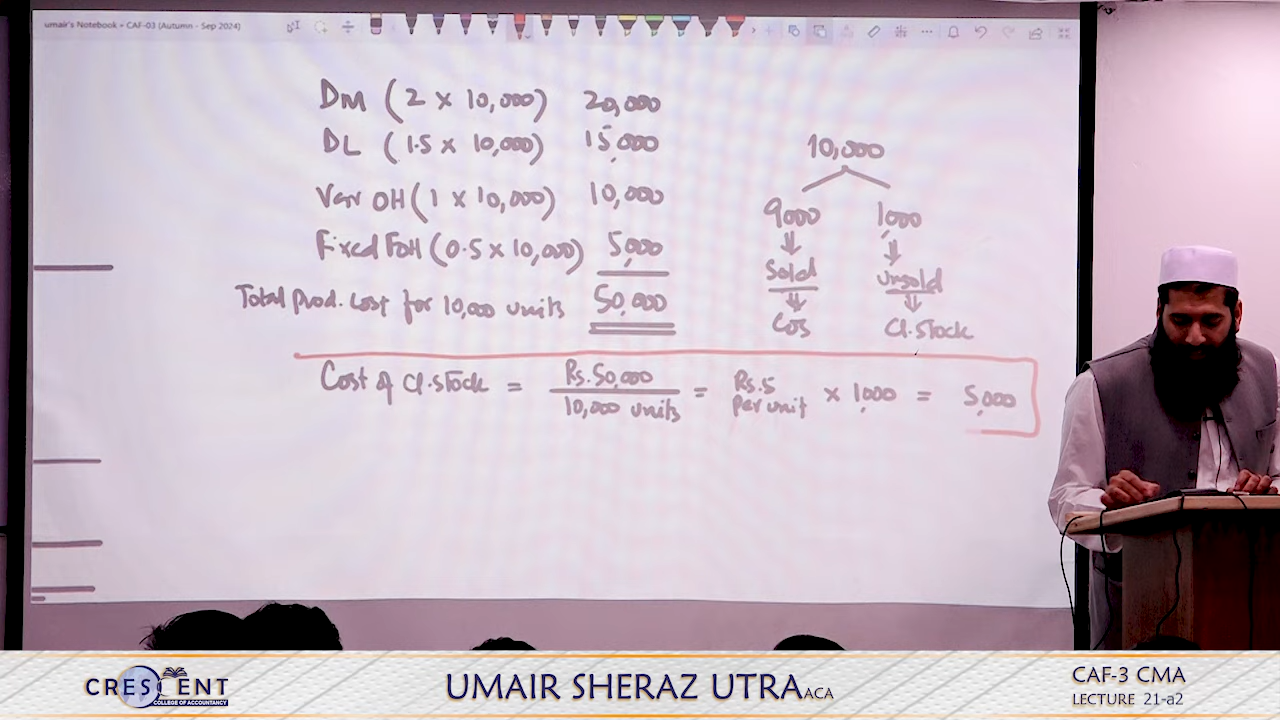 umair's Notebook • CAF-03 (Autumn - Sep 2024)
DM (2 x 10,000) 20,000
DL (1.5 x 10,000) 15,000
Var OH (1 x 10,000) 10,000
Fixed FOH (0.5 x 10,000) 5,000
Total prod. cost for 10,000 units 50,000
10,000
9000 1,000
Sold unsold
COS Cl. stock
Cost of Cl. stock = Rs. 50,000 / 10,000 units = Rs. 5 per unit x 1,000 = 5,000
CRESCENT
COLLEGE OF ACCOUNTANCY
UMAIR SHERAZ UTRA ACA
CAF-3 CMA
LECTURE 21-a2